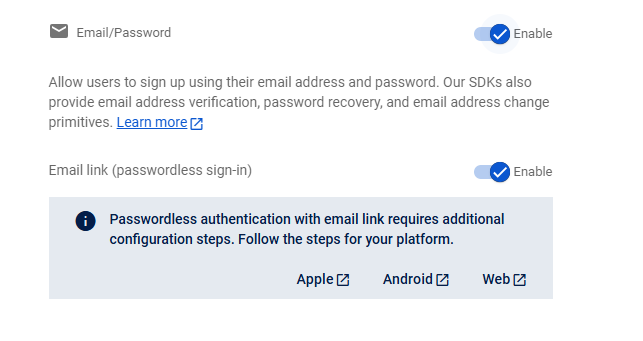 Email/Password
Enable
Allow users to sign up using their email address and password. Our SDKs also
provide email address verification, password recovery, and email address change
primitives. Learn more
Email link (passwordless sign-in)
Enable
Passwordless authentication with email link requires additional
configuration steps. Follow the steps for your platform.
Apple
Android
Web